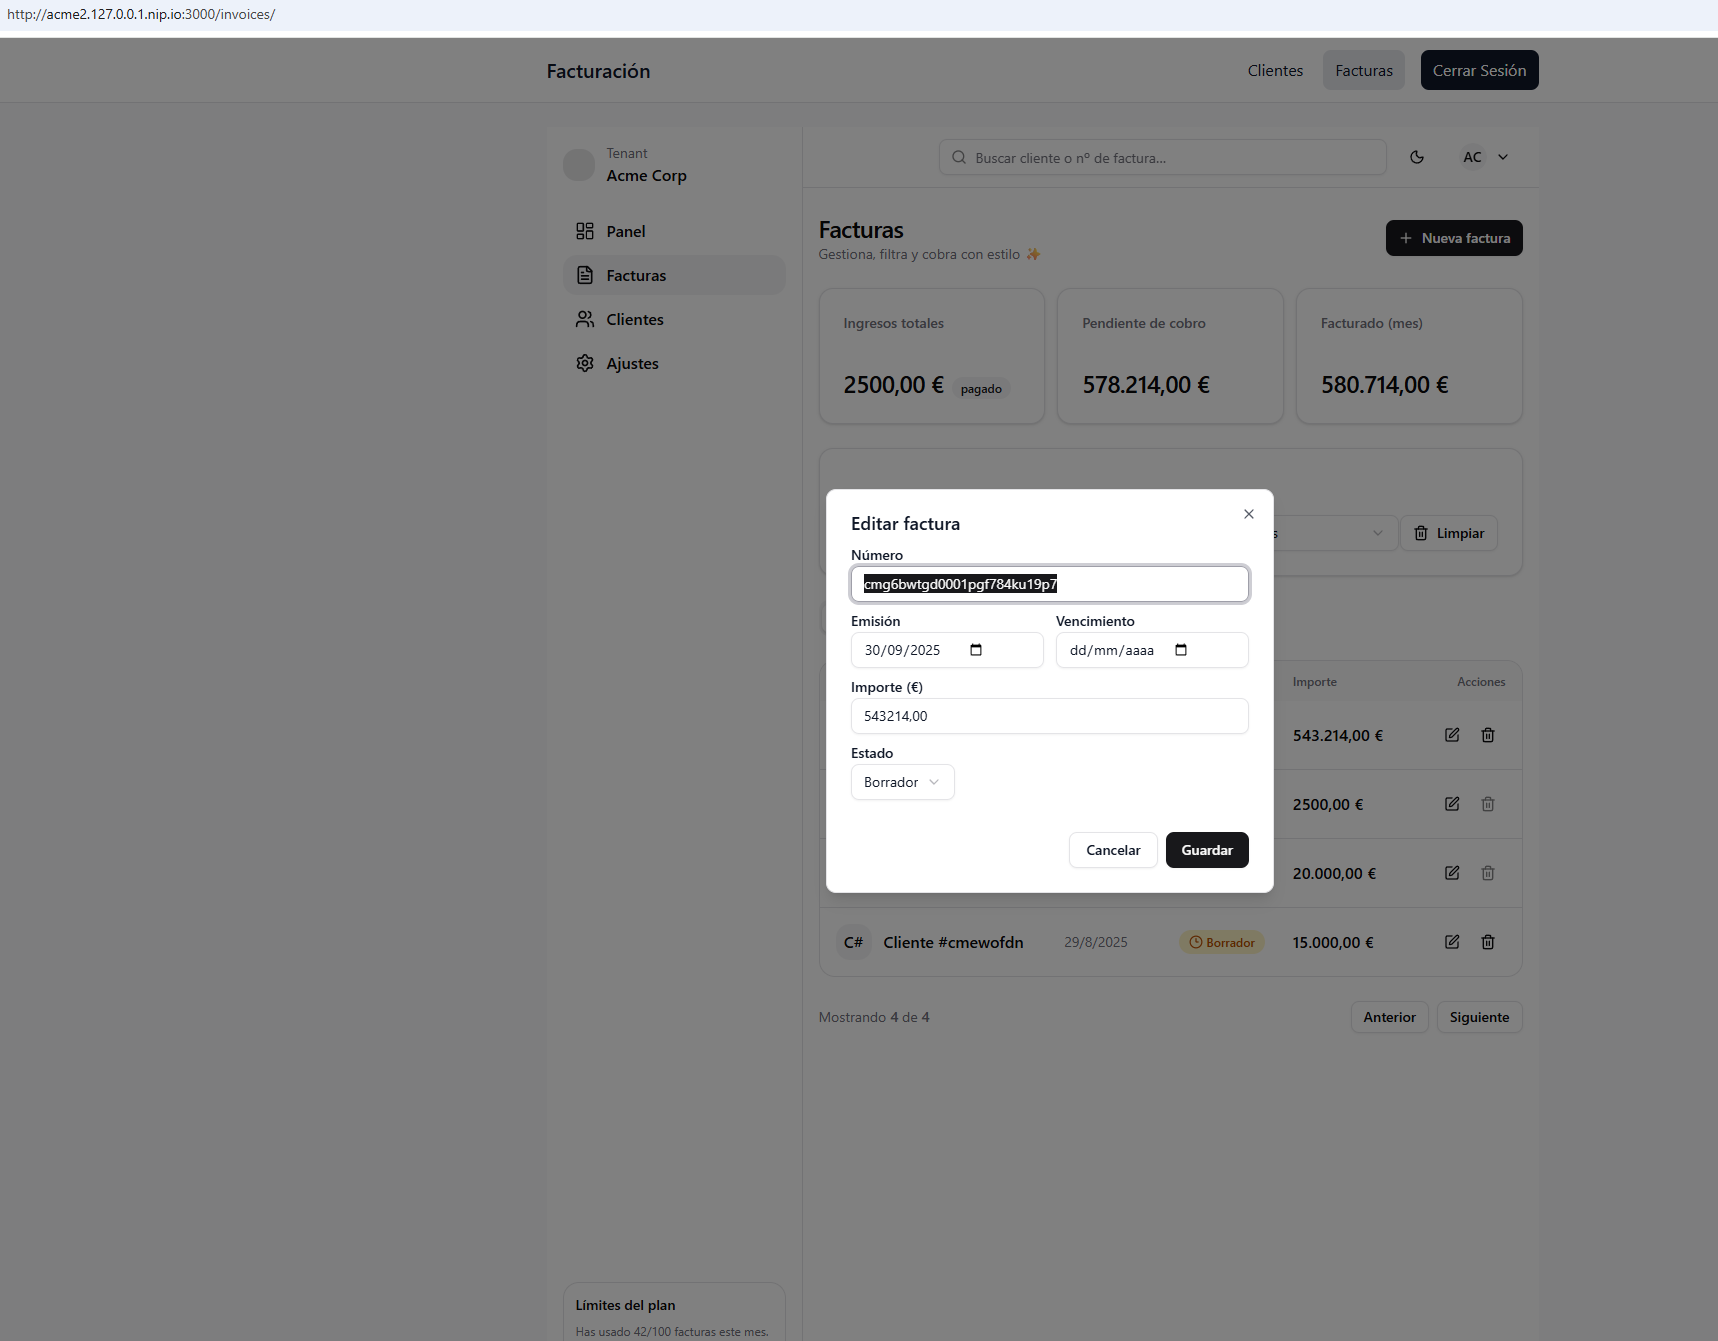 http://acme2.127.0.0.1.nip.io:3000/invoices/
Facturación
Clientes
Facturas
Cerrar Sesión
Tenant
Acme Corp
Buscar cliente o nº de factura...
AC
Panel
Facturas
Clientes
Ajustes
Facturas
Gestiona, filtra y cobra con estilo ✨
Nueva factura
Ingresos totales
2500,00 € pagado
Pendiente de cobro
578.214,00 €
Facturado (mes)
580.714,00 €
Limpiar
Editar factura
Número
cmg6bwtgd0001pgf784ku19p7
Emisión
Vencimiento
30/09/2025
dd/mm/aaaa
Importe (€)
543214,00
Estado
Borrador
Cancelar
Guardar
Importe
Acciones
543.214,00 €
2500,00 €
20.000,00 €
C# Cliente #cmewofdn 29/8/2025 Borrador 15.000,00 €
Mostrando 4 de 4
Anterior
Siguiente
Límites del plan
Has usado 42/100 facturas este mes.